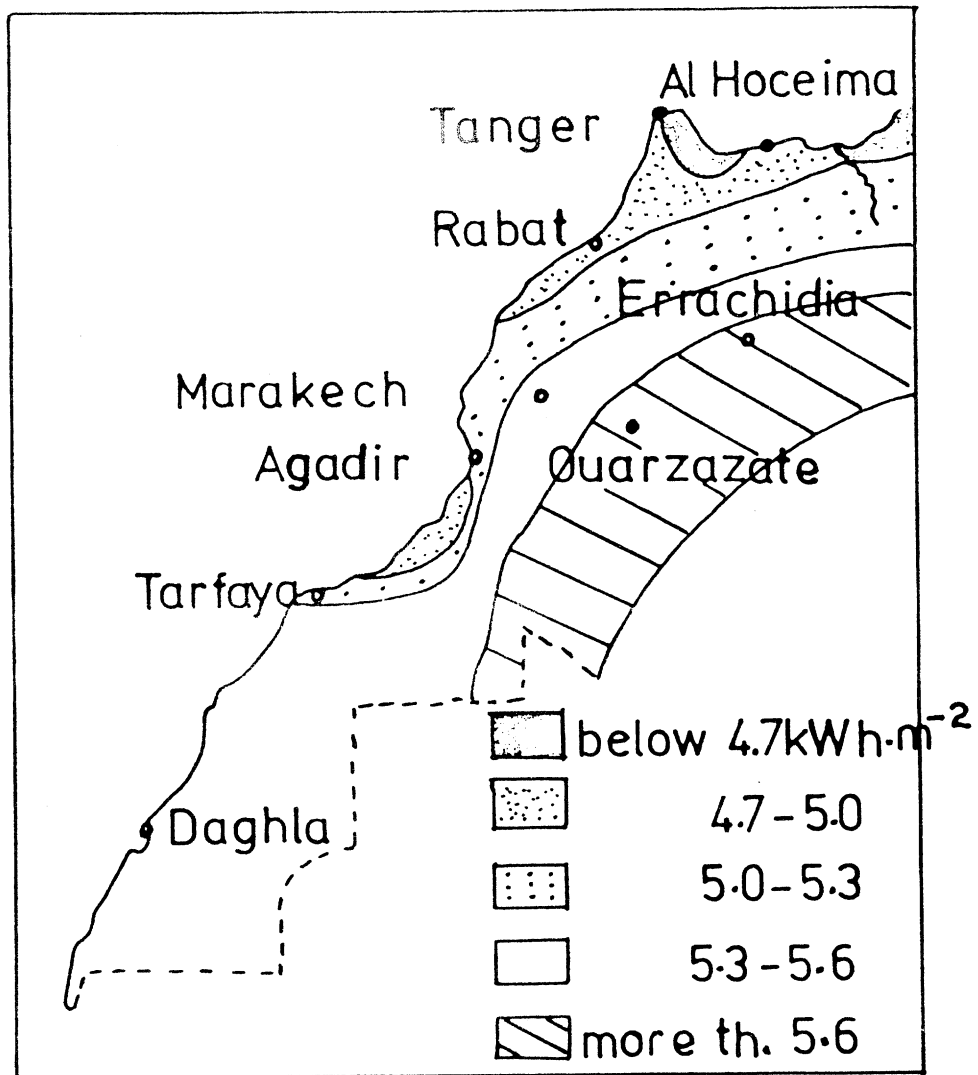 Al Hoceima
Tanger
Rabat
Errachidia
Marakech
Agadir
Ouarzazate
Tarfaya
below 4.7kWh·m⁻²
4.7–5.0
Daghla
5.0–5.3
5.3–5.6
more th. 5.6